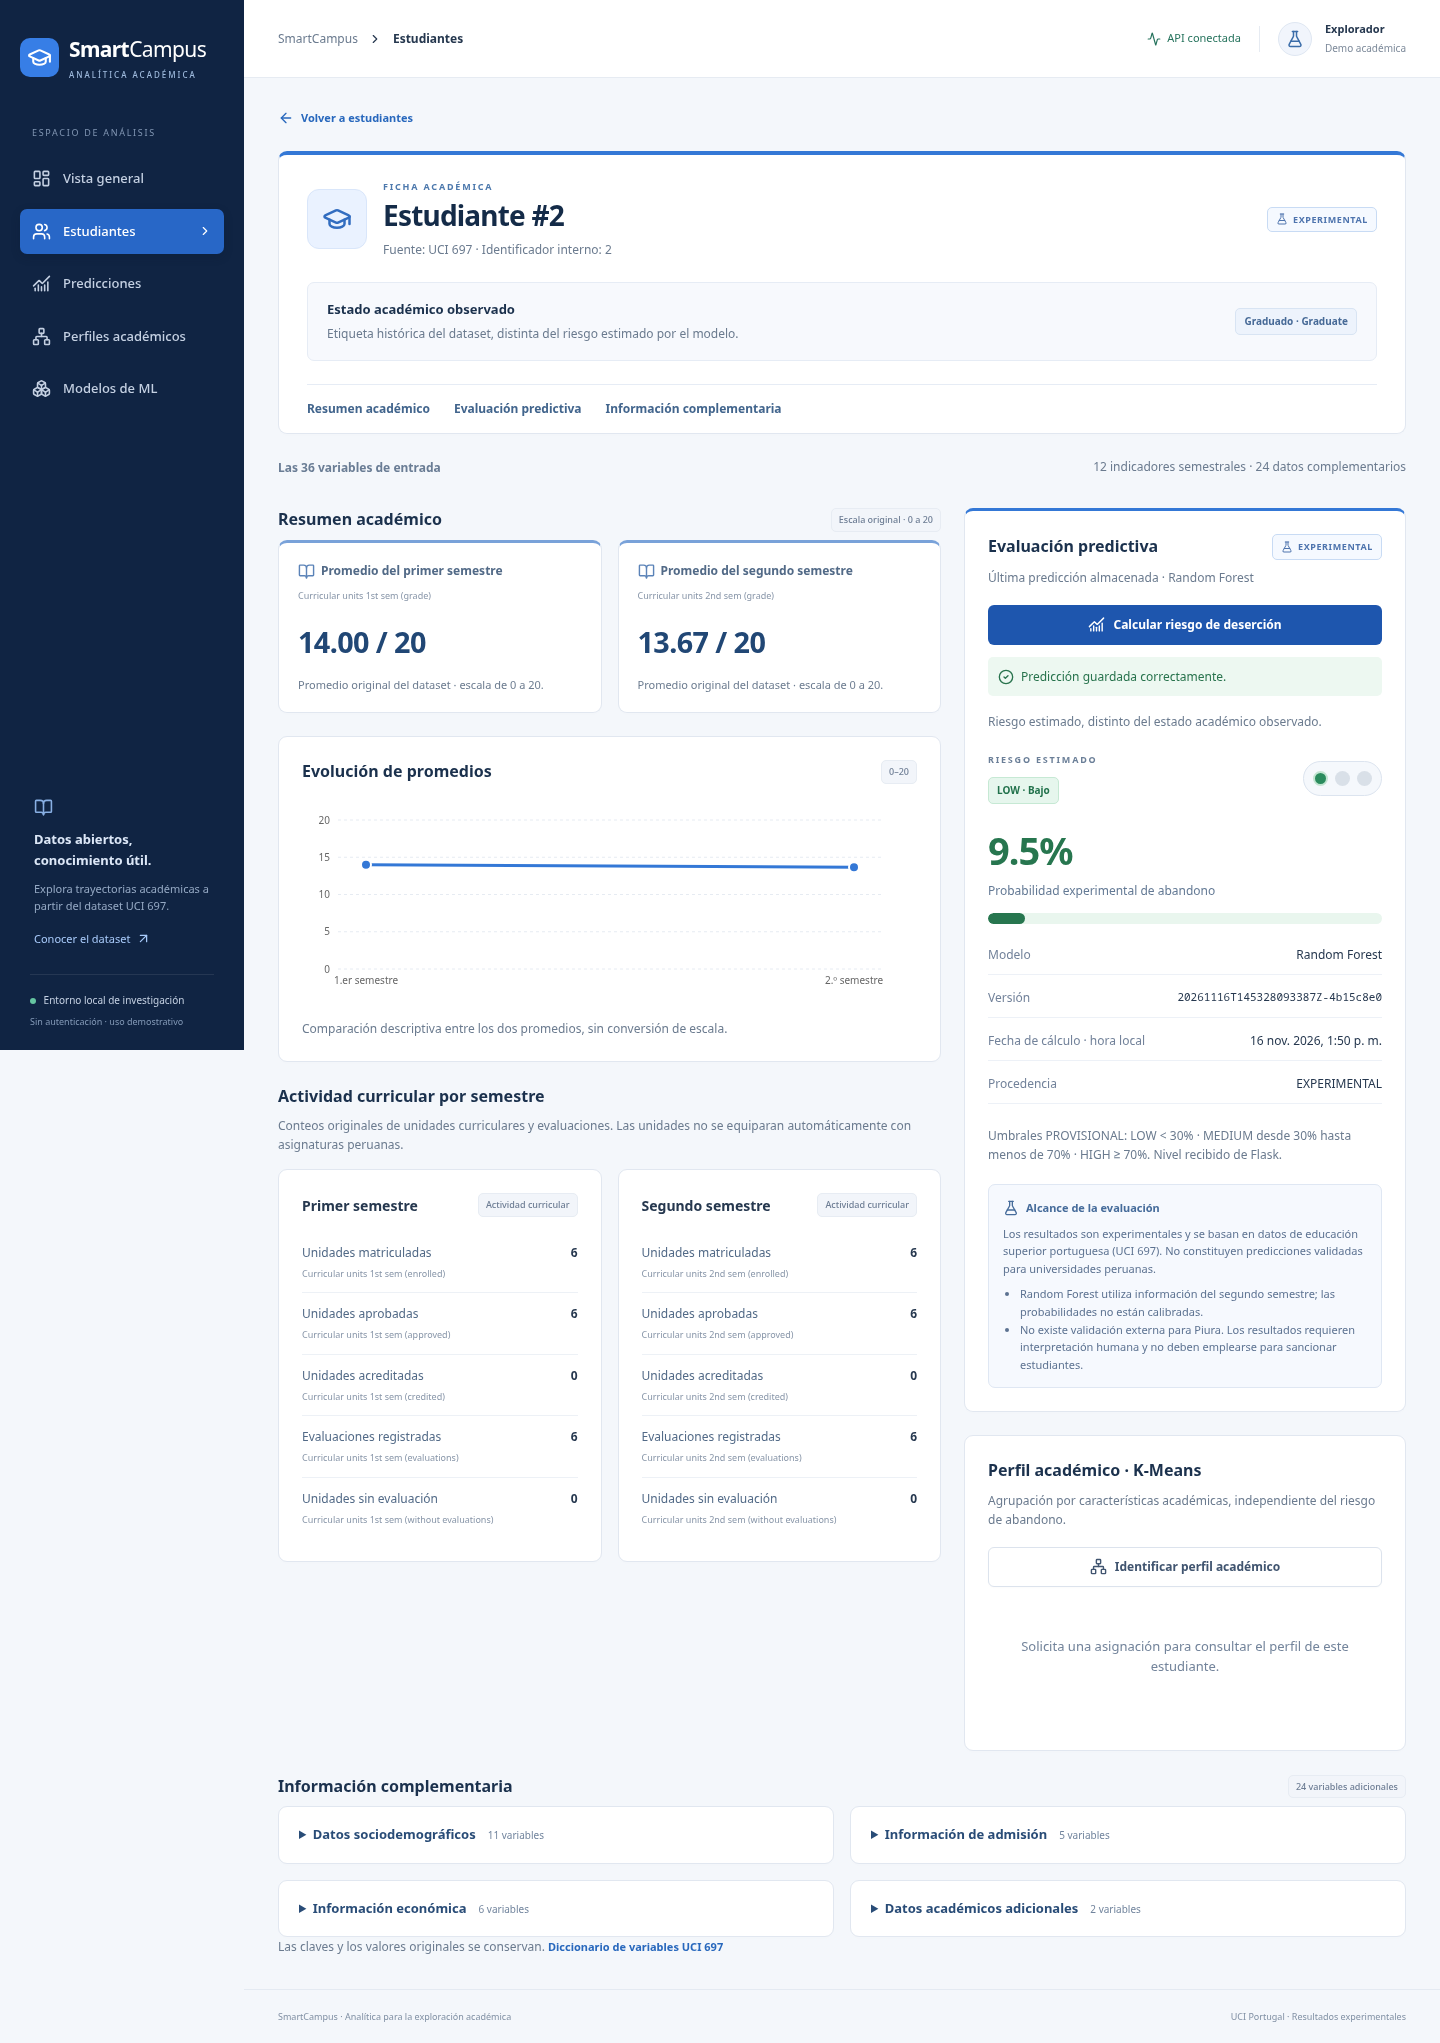 SmartCampus
ANALÍTICA ACADÉMICA
ESPACIO DE ANÁLISIS
Vista general
Estudiantes
Predicciones
Perfiles académicos
Modelos de ML
Datos abiertos,
conocimiento útil.
Explora trayectorias académicas a
partir del dataset UCI 697.
Conocer el dataset
Entorno local de investigación
Sin autenticación · uso demostrativo
SmartCampus Estudiantes
API conectada
Explorador
Demo académica
Volver a estudiantes
FICHA ACADÉMICA
Estudiante #2
Fuente: UCI 697 · Identificador interno: 2
EXPERIMENTAL
Estado académico observado
Etiqueta histórica del dataset, distinta del riesgo estimado por el modelo.
Graduado · Graduate
Resumen académico Evaluación predictiva Información complementaria
Las 36 variables de entrada
12 indicadores semestrales · 24 datos complementarios
Resumen académico
Escala original · 0 a 20
Promedio del primer semestre
Curricular units 1st sem (grade)
14.00 / 20
Promedio original del dataset · escala de 0 a 20.
Promedio del segundo semestre
Curricular units 2nd sem (grade)
13.67 / 20
Promedio original del dataset · escala de 0 a 20.
Evolución de promedios
0–20
20
15
10
5
0
1.er semestre
2.º semestre
Comparación descriptiva entre los dos promedios, sin conversión de escala.
Actividad curricular por semestre
Conteos originales de unidades curriculares y evaluaciones. Las unidades no se equiparan automáticamente con
asignaturas peruanas.
Primer semestre
Actividad curricular
Unidades matriculadas 6
Curricular units 1st sem (enrolled)
Unidades aprobadas 6
Curricular units 1st sem (approved)
Unidades acreditadas 0
Curricular units 1st sem (credited)
Evaluaciones registradas 6
Curricular units 1st sem (evaluations)
Unidades sin evaluación 0
Curricular units 1st sem (without evaluations)
Segundo semestre
Actividad curricular
Unidades matriculadas 6
Curricular units 2nd sem (enrolled)
Unidades aprobadas 6
Curricular units 2nd sem (approved)
Unidades acreditadas 0
Curricular units 2nd sem (credited)
Evaluaciones registradas 6
Curricular units 2nd sem (evaluations)
Unidades sin evaluación 0
Curricular units 2nd sem (without evaluations)
Evaluación predictiva
EXPERIMENTAL
Última predicción almacenada · Random Forest
Calcular riesgo de deserción
Predicción guardada correctamente.
Riesgo estimado, distinto del estado académico observado.
RIESGO ESTIMADO
LOW · Bajo
9.5%
Probabilidad experimental de abandono
Modelo Random Forest
Versión 20261116T145328093387Z-4b15c8e0
Fecha de cálculo · hora local 16 nov. 2026, 1:50 p. m.
Procedencia EXPERIMENTAL
Umbrales PROVISIONAL: LOW < 30% · MEDIUM desde 30% hasta
menos de 70% · HIGH ≥ 70%. Nivel recibido de Flask.
Alcance de la evaluación
Los resultados son experimentales y se basan en datos de educación
superior portuguesa (UCI 697). No constituyen predicciones validadas
para universidades peruanas.
• Random Forest utiliza información del segundo semestre; las
probabilidades no están calibradas.
• No existe validación externa para Piura. Los resultados requieren
interpretación humana y no deben emplearse para sancionar
estudiantes.
Perfil académico · K-Means
Agrupación por características académicas, independiente del riesgo
de abandono.
Identificar perfil académico
Solicita una asignación para consultar el perfil de este
estudiante.
Información complementaria
24 variables adicionales
Datos sociodemográficos 11 variables
Información de admisión 5 variables
Información económica 6 variables
Datos académicos adicionales 2 variables
Las claves y los valores originales se conservan. Diccionario de variables UCI 697
SmartCampus · Analítica para la exploración académica
UCI Portugal · Resultados experimentales